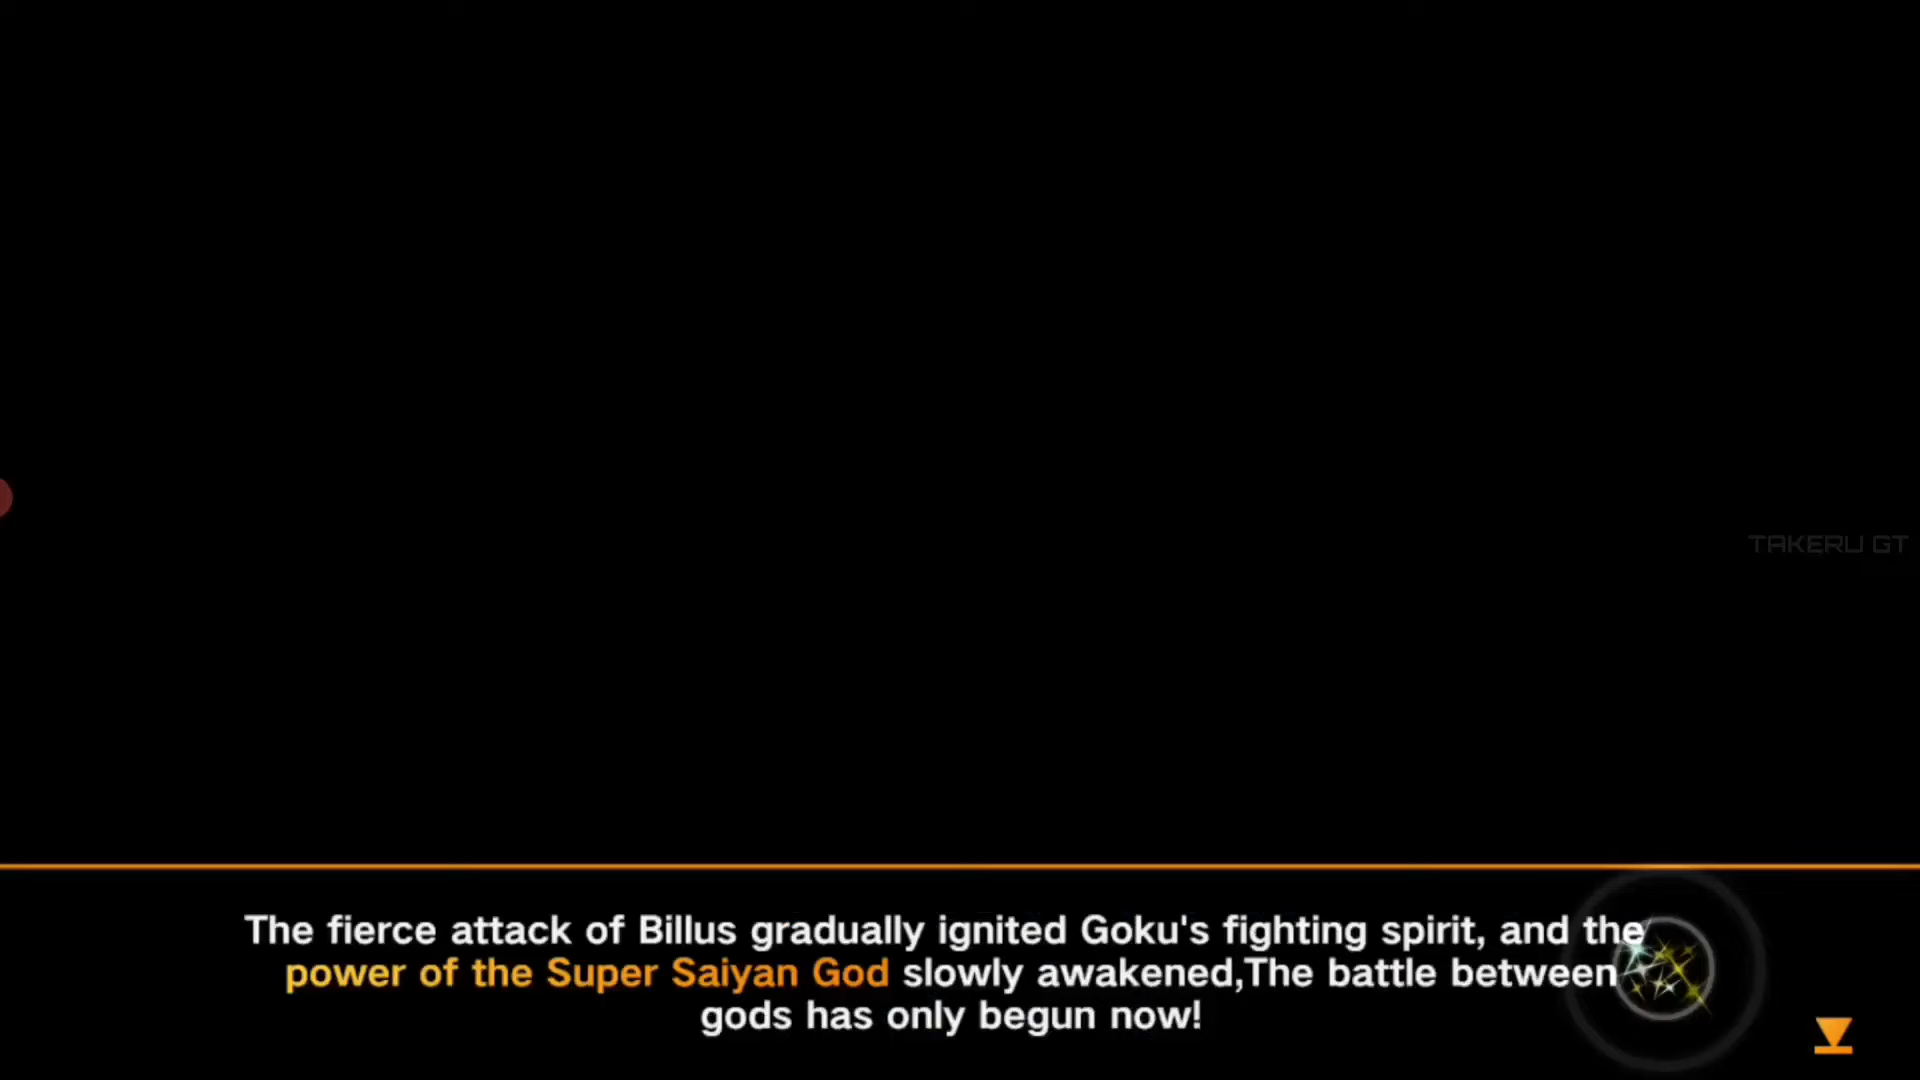 TAKERU GT
The fierce attack of Billus gradually ignited Goku's fighting spirit, and the
power of the Super Saiyan God slowly awakened,The battle between
gods has only begun now!